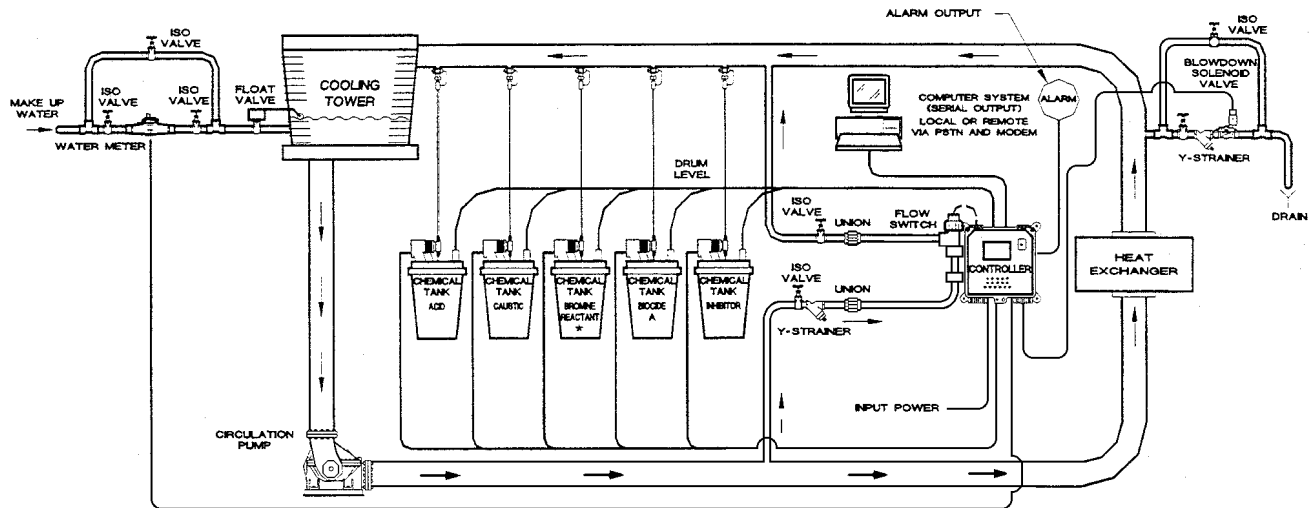 ALARM OUTPUT
ISO
VALVE
ISO
VALVE
BLOWDOWN
SOLENOID
VALVE
COOLING
TOWER
FLOAT
VALVE
ISO
VALVE
ISO
VALVE
MAKE UP
WATER
WATER METER
COMPUTER SYSTEM
(SERIAL OUTPUT)
LOCAL OR REMOTE
VIA PSTN AND MODEM
ALARM
Y-STRAINER
DRAIN
DRUM
LEVEL
ISO
VALVE
UNION
FLOW
SWITCH
CONTROLLER
HEAT
EXCHANGER
CHEMICAL
TANK
ACID
CHEMICAL
TANK
CAUSTIC
CHEMICAL
TANK
BROMINE
REACTANT
*
CHEMICAL
TANK
BIOCIDE
A
CHEMICAL
TANK
INHIBITOR
ISO
VALVE
UNION
Y-STRAINER
INPUT POWER
CIRCULATION
PUMP